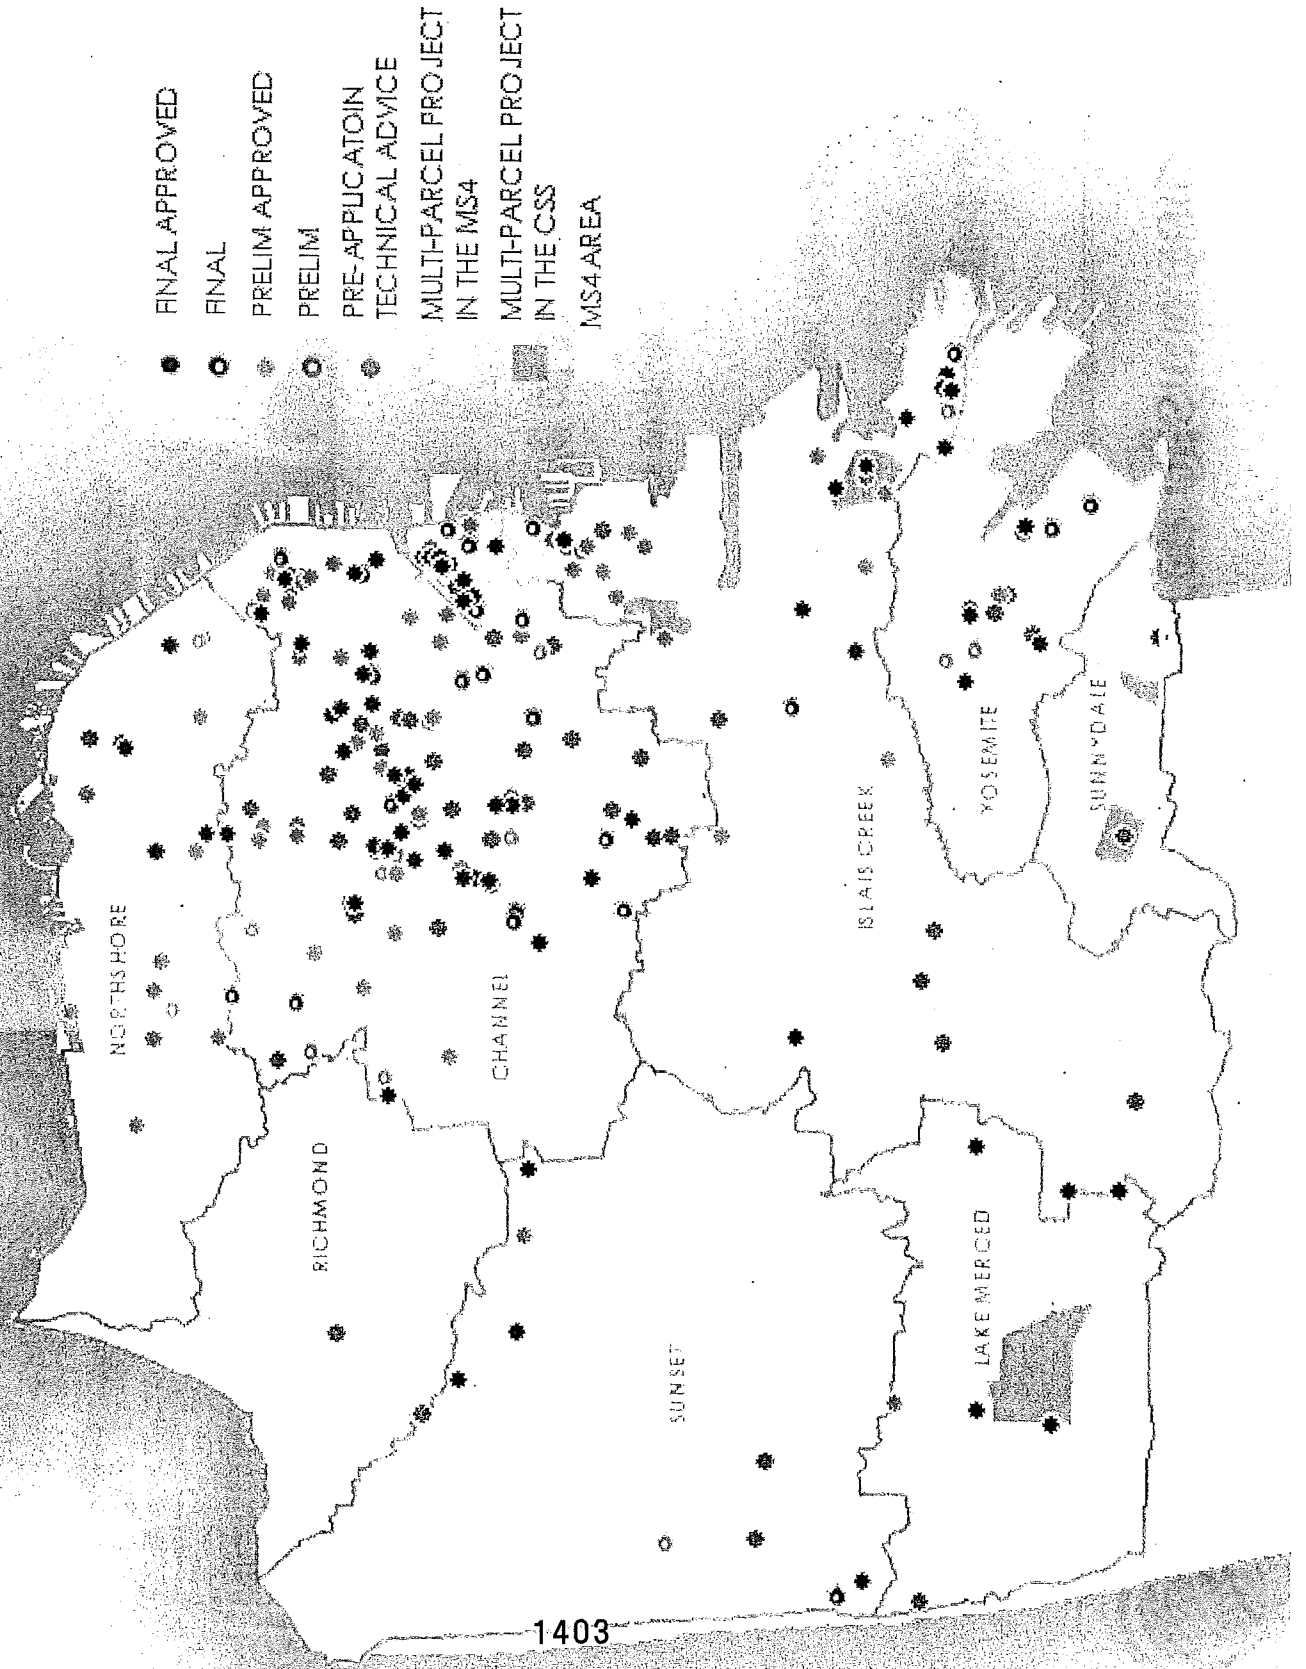 FINAL APPROVED
FINAL
PRELIM APPROVED
PRELIM
PRE-APPLICATOIN
TECHNICAL ADVICE
MULTI-PARCEL PROJECT
IN THE MS4
MULTI-PARCEL PROJECT
IN THE CSS
MS4 AREA
NORTHSHORE
RICHMOND
CHANNEL
SUNSET
ISLAIS CREEK
LAKE MERCED
YOSEMITE
SUNNYDALE
1403